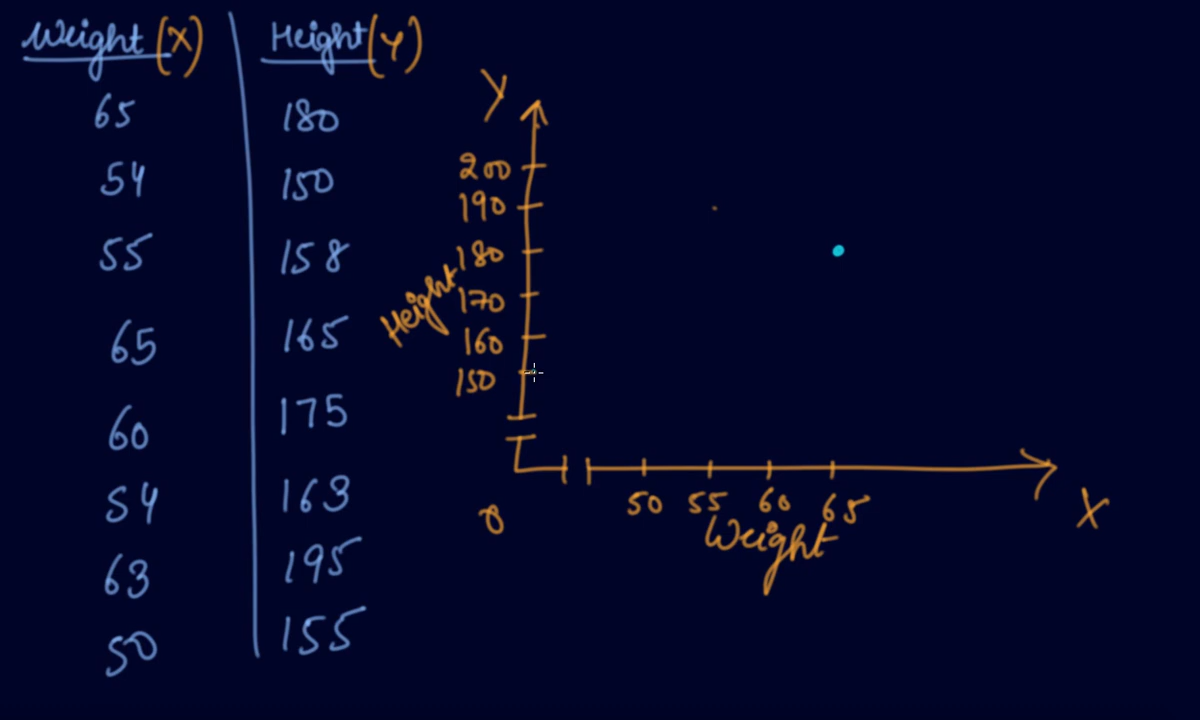 Weight (X) Height (Y)
65 180
54 150
55 158
65 165
60 175
54 163
63 195
50 155
Y
200
190
180
170
160
150
Height
0
50 55 60 65
Weight
X